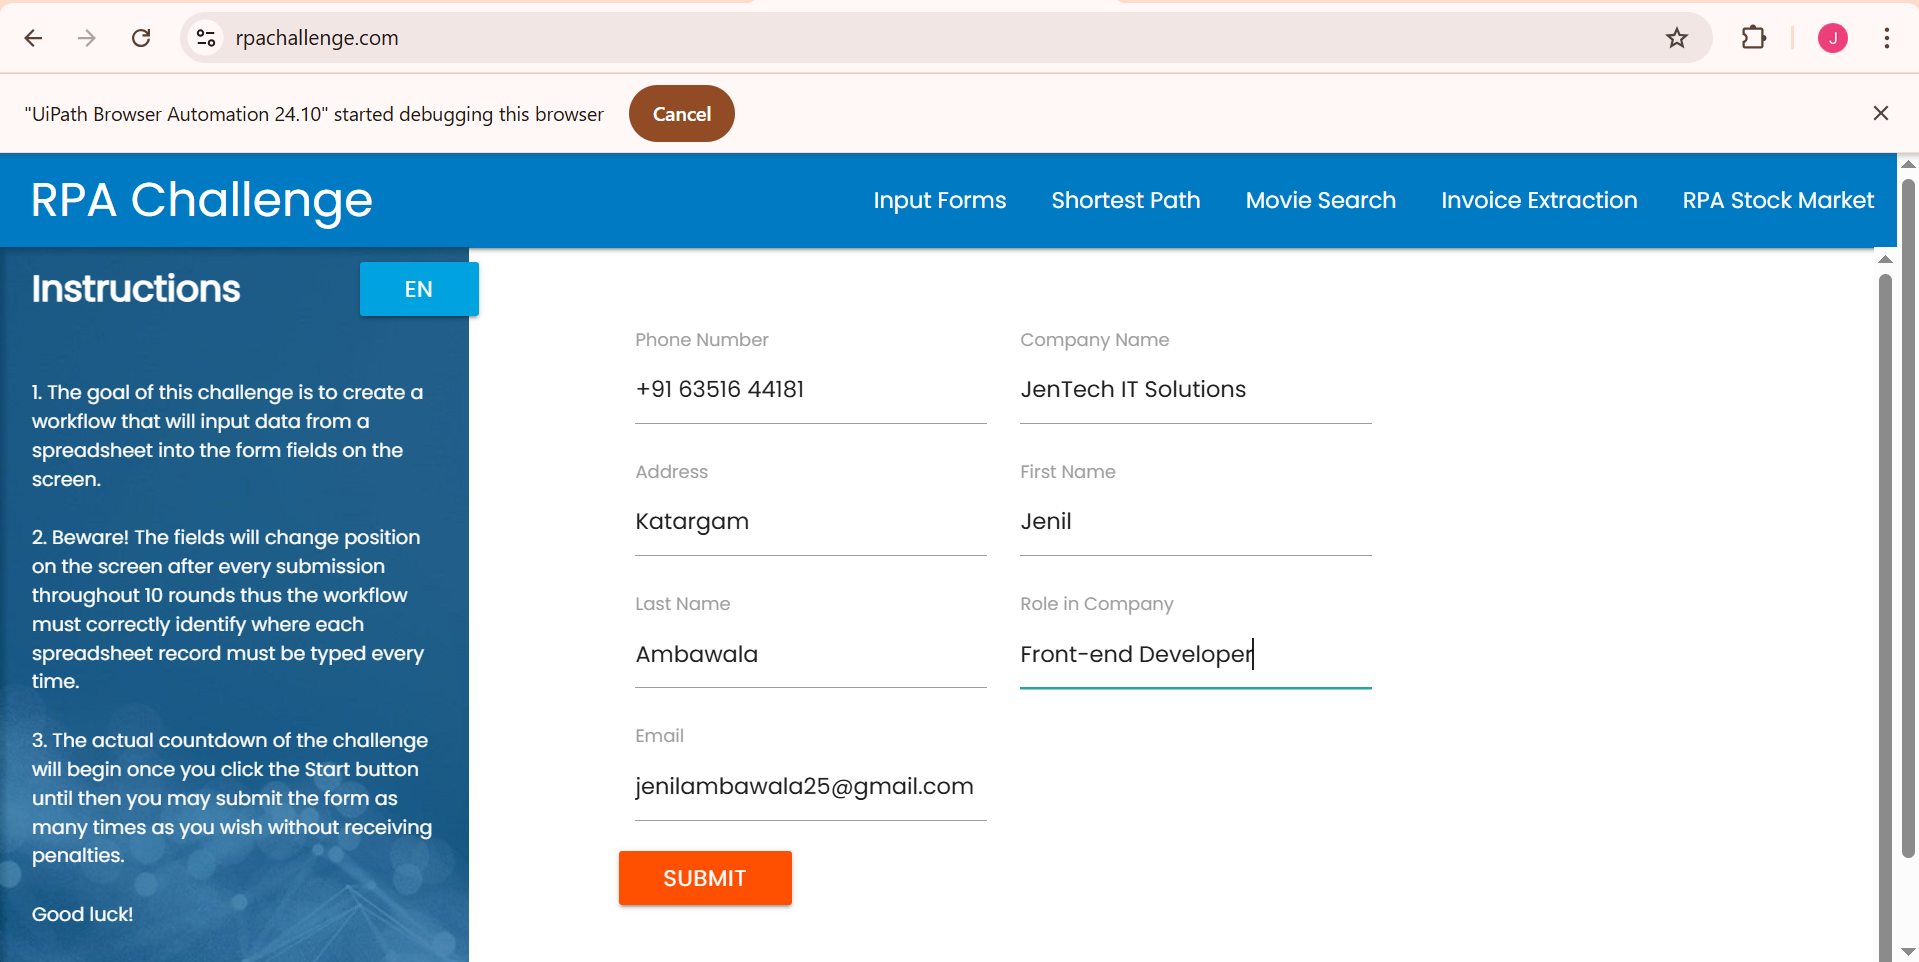 rpachallenge.com
J
"UiPath Browser Automation 24.10" started debugging this browser
Cancel
RPA Challenge
Input Forms
Shortest Path
Movie Search
Invoice Extraction
RPA Stock Market
Instructions
EN
1. The goal of this challenge is to create a
workflow that will input data from a
spreadsheet into the form fields on the
screen.
2. Beware! The fields will change position
on the screen after every submission
throughout 10 rounds thus the workflow
must correctly identify where each
spreadsheet record must be typed every
time.
3. The actual countdown of the challenge
will begin once you click the Start button
until then you may submit the form as
many times as you wish without receiving
penalties.
Good luck!
Phone Number
+91 63516 44181
Company Name
JenTech IT Solutions
Address
Katargam
First Name
Jenil
Last Name
Ambawala
Role in Company
Front-end Developer
Email
jenilambawala25@gmail.com
SUBMIT